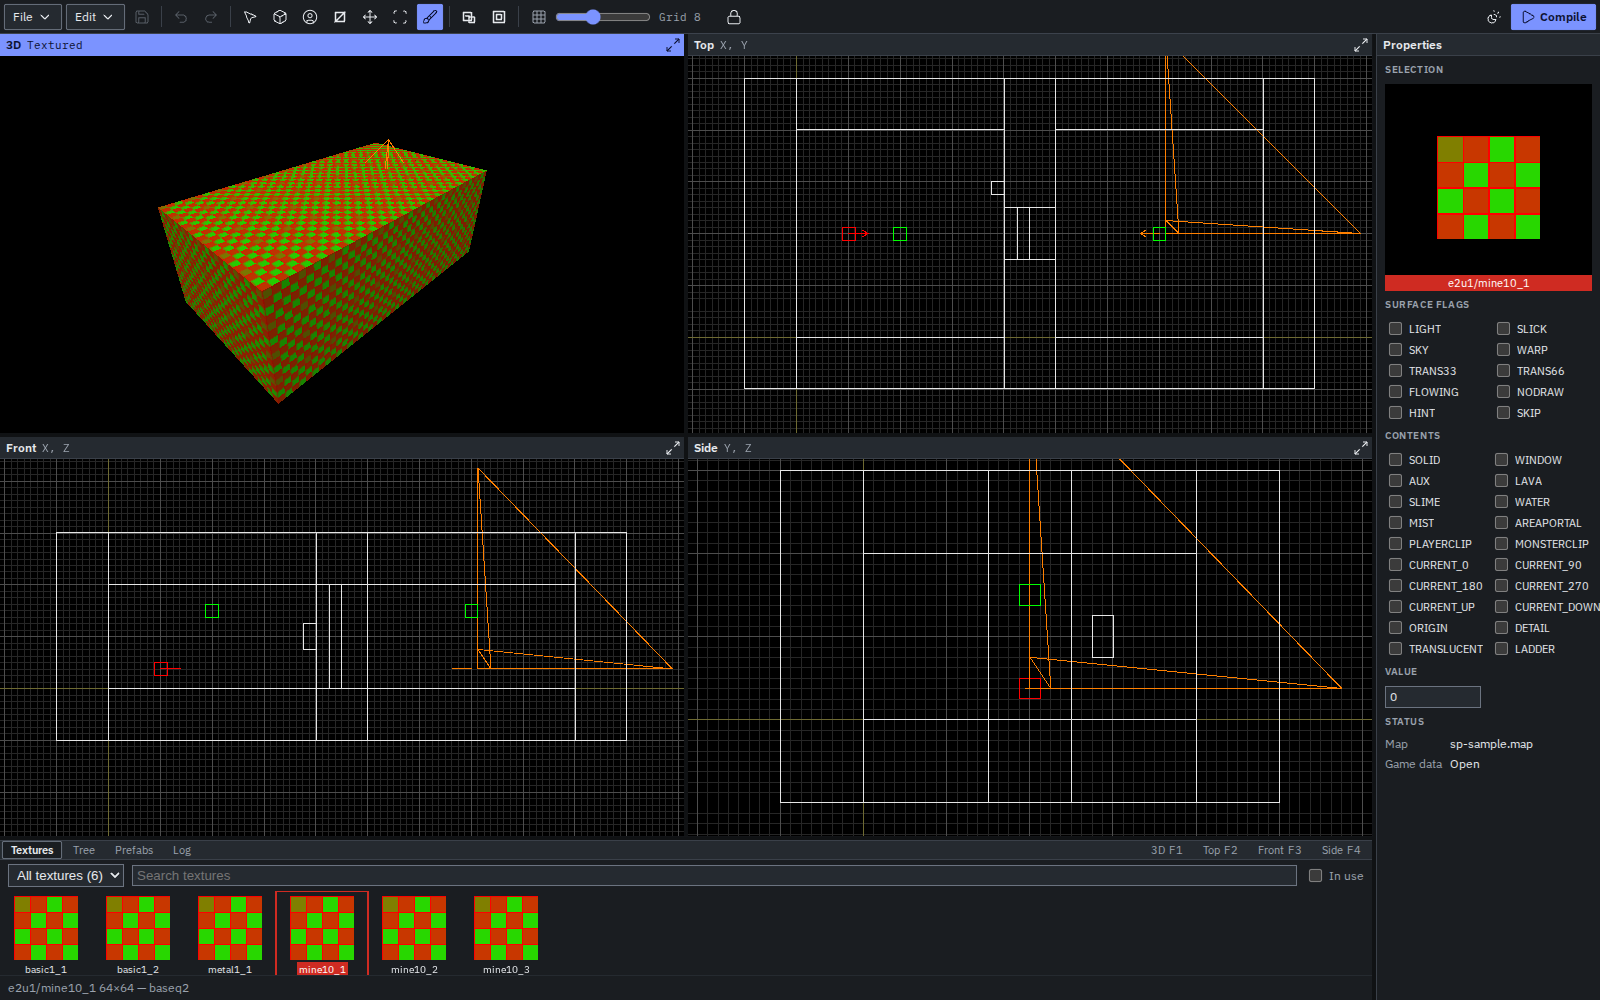 File Edit Grid 8 Compile
3D Textured
Top X, Y
Properties
SELECTION
e2u1/mine10_1
SURFACE FLAGS
LIGHT SLICK
SKY WARP
TRANS33 TRANS66
FLOWING NODRAW
HINT SKIP
CONTENTS
SOLID WINDOW
AUX LAVA
SLIME WATER
MIST AREAPORTAL
PLAYERCLIP MONSTERCLIP
CURRENT_0 CURRENT_90
CURRENT_180 CURRENT_270
CURRENT_UP CURRENT_DOWN
ORIGIN DETAIL
TRANSLUCENT LADDER
VALUE
0
STATUS
Map sp-sample.map
Game data Open
Front X, Z
Side Y, Z
Textures Tree Prefabs Log 3D F1 Top F2 Front F3 Side F4
All textures (6) Search textures In use
basic1_1 basic1_2 metal1_1 mine10_1 mine10_2 mine10_3
e2u1/mine10_1 64×64 — baseq2